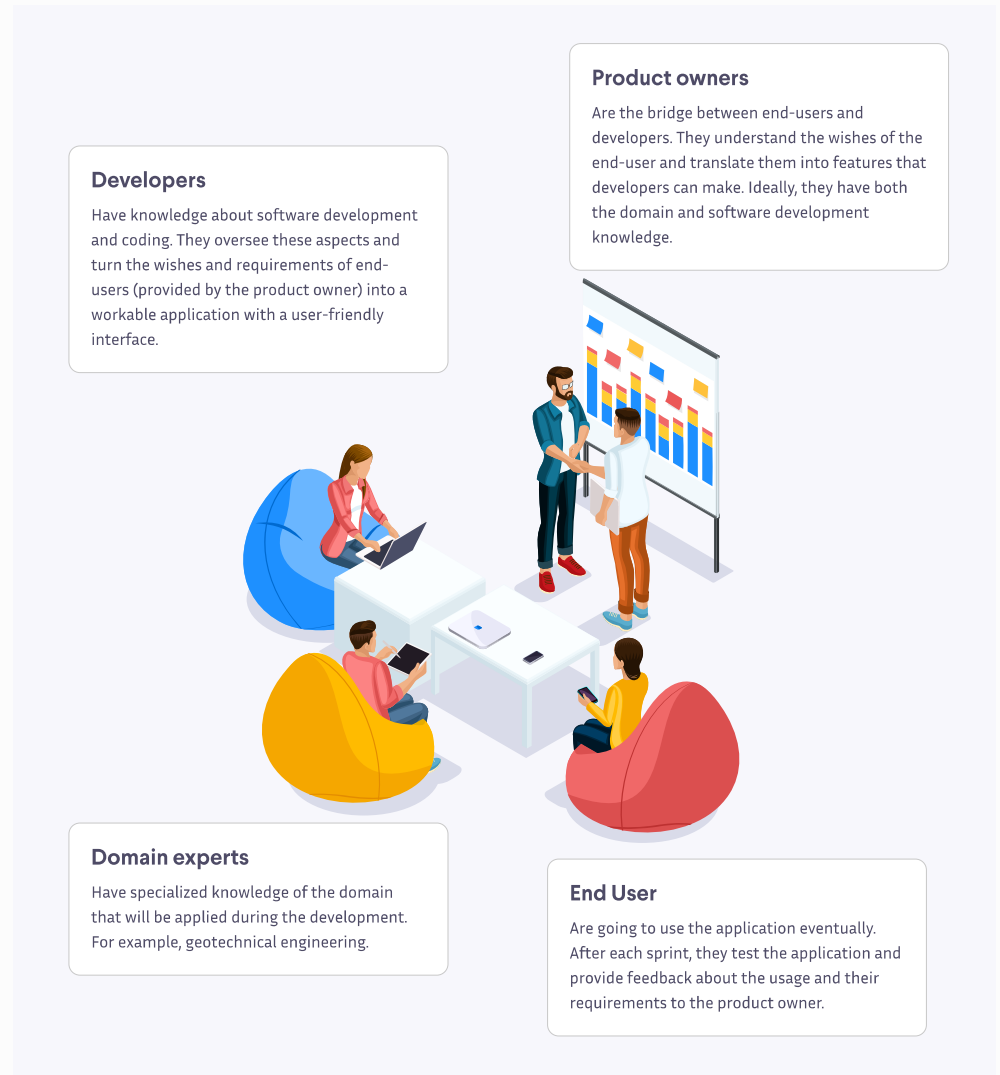 Product owners
Are the bridge between end-users and
developers. They understand the wishes of the
end-user and translate them into features that
developers can make. Ideally, they have both
the domain and software development
knowledge.
Developers
Have knowledge about software development
and coding. They oversee these aspects and
turn the wishes and requirements of end-
users (provided by the product owner) into a
workable application with a user-friendly
interface.
Domain experts
Have specialized knowledge of the domain
that will be applied during the development.
For example, geotechnical engineering.
End User
Are going to use the application eventually.
After each sprint, they test the application and
provide feedback about the usage and their
requirements to the product owner.